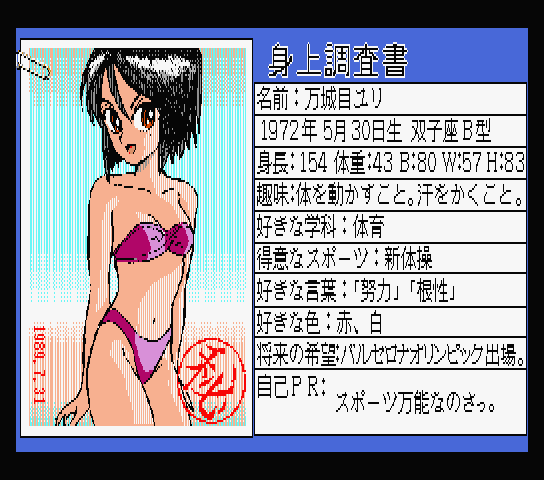 身上調査書
名前：万城目ユリ
1972年 5月30日生 双子座B型
身長：154 体重：43 B：80 W：57 H：83
趣味：体を動かすこと。汗をかくこと。
好きな学科：体育
得意なスポーツ：新体操
好きな言葉：「努力」「根性」
好きな色：赤、白
将来の希望：バルセロナオリンピック出場。
自己PR：
スポーツ万能なのさっ。
1989.7.31